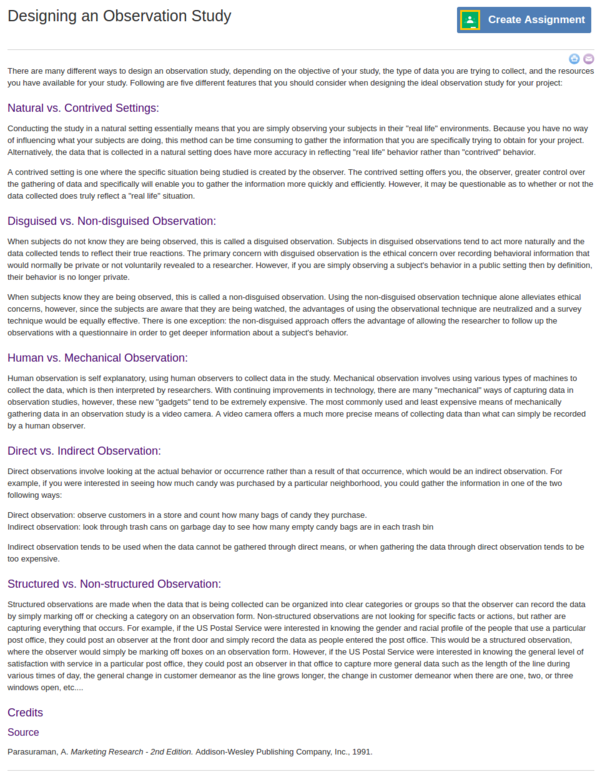 Designing an Observation Study
Create Assignment
There are many different ways to design an observation study, depending on the objective of your study, the type of data you are trying to collect, and the resources
you have available for your study. Following are five different features that you should consider when designing the ideal observation study for your project:
Natural vs. Contrived Settings:
Conducting the study in a natural setting essentially means that you are simply observing your subjects in their "real life" environments. Because you have no way
of influencing what your subjects are doing, this method can be time consuming to gather the information that you are specifically trying to obtain for your project.
Alternatively, the data that is collected in a natural setting does have more accuracy in reflecting "real life" behavior rather than "contrived" behavior.
A contrived setting is one where the specific situation being studied is created by the observer. The contrived setting offers you, the observer, greater control over
the gathering of data and specifically will enable you to gather the information more quickly and efficiently. However, it may be questionable as to whether or not the
data collected does truly reflect a "real life" situation.
Disguised vs. Non-disguised Observation:
When subjects do not know they are being observed, this is called a disguised observation. Subjects in disguised observations tend to act more naturally and the
data collected tends to reflect their true reactions. The primary concern with disguised observation is the ethical concern over recording behavioral information that
would normally be private or not voluntarily revealed to a researcher. However, if you are simply observing a subject's behavior in a public setting then by definition,
their behavior is no longer private.
When subjects know they are being observed, this is called a non-disguised observation. Using the non-disguised observation technique alone alleviates ethical
concerns, however, since the subjects are aware that they are being watched, the advantages of using the observational technique are neutralized and a survey
technique would be equally effective. There is one exception: the non-disguised approach offers the advantage of allowing the researcher to follow up the
observations with a questionnaire in order to get deeper information about a subject's behavior.
Human vs. Mechanical Observation:
Human observation is self explanatory, using human observers to collect data in the study. Mechanical observation involves using various types of machines to
collect the data, which is then interpreted by researchers. With continuing improvements in technology, there are many "mechanical" ways of capturing data in
observation studies, however, these new "gadgets" tend to be extremely expensive. The most commonly used and least expensive means of mechanically
gathering data in an observation study is a video camera. A video camera offers a much more precise means of collecting data than what can simply be recorded
by a human observer.
Direct vs. Indirect Observation:
Direct observations involve looking at the actual behavior or occurrence rather than a result of that occurrence, which would be an indirect observation. For
example, if you were interested in seeing how much candy was purchased by a particular neighborhood, you could gather the information in one of the two
following ways:
Direct observation: observe customers in a store and count how many bags of candy they purchase.
Indirect observation: look through trash cans on garbage day to see how many empty candy bags are in each trash bin
Indirect observation tends to be used when the data cannot be gathered through direct means, or when gathering the data through direct observation tends to be
too expensive.
Structured vs. Non-structured Observation:
Structured observations are made when the data that is being collected can be organized into clear categories or groups so that the observer can record the data
by simply marking off or checking a category on an observation form. Non-structured observations are not looking for specific facts or actions, but rather are
capturing everything that occurs. For example, if the US Postal Service were interested in knowing the gender and racial profile of the people that use a particular
post office, they could post an observer at the front door and simply record the data as people entered the post office. This would be a structured observation,
where the observer would simply be marking off boxes on an observation form. However, if the US Postal Service were interested in knowing the general level of
satisfaction with service in a particular post office, they could post an observer in that office to capture more general data such as the length of the line during
various times of day, the general change in customer demeanor as the line grows longer, the change in customer demeanor when there are one, two, or three
windows open, etc....
Credits
Source
Parasuraman, A. Marketing Research - 2nd Edition. Addison-Wesley Publishing Company, Inc., 1991.